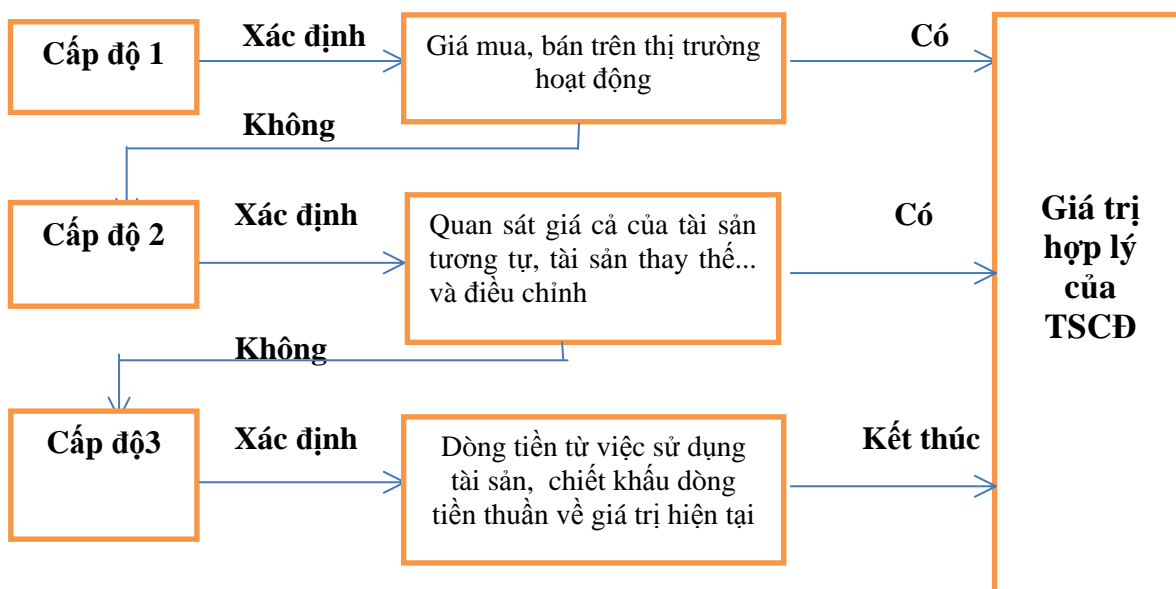 Cấp độ 1
Xác định
Giá mua, bán trên thị trường
hoạt động
Có
Không
Cấp độ 2
Xác định
Quan sát giá cả của tài sản
tương tự, tài sản thay thế...
và điều chỉnh
Có
Không
Cấp độ3
Xác định
Dòng tiền từ việc sử dụng
tài sản, chiết khấu dòng
tiền thuần về giá trị hiện tại
Kết thúc
Giá trị
hợp lý
của
TSCĐ